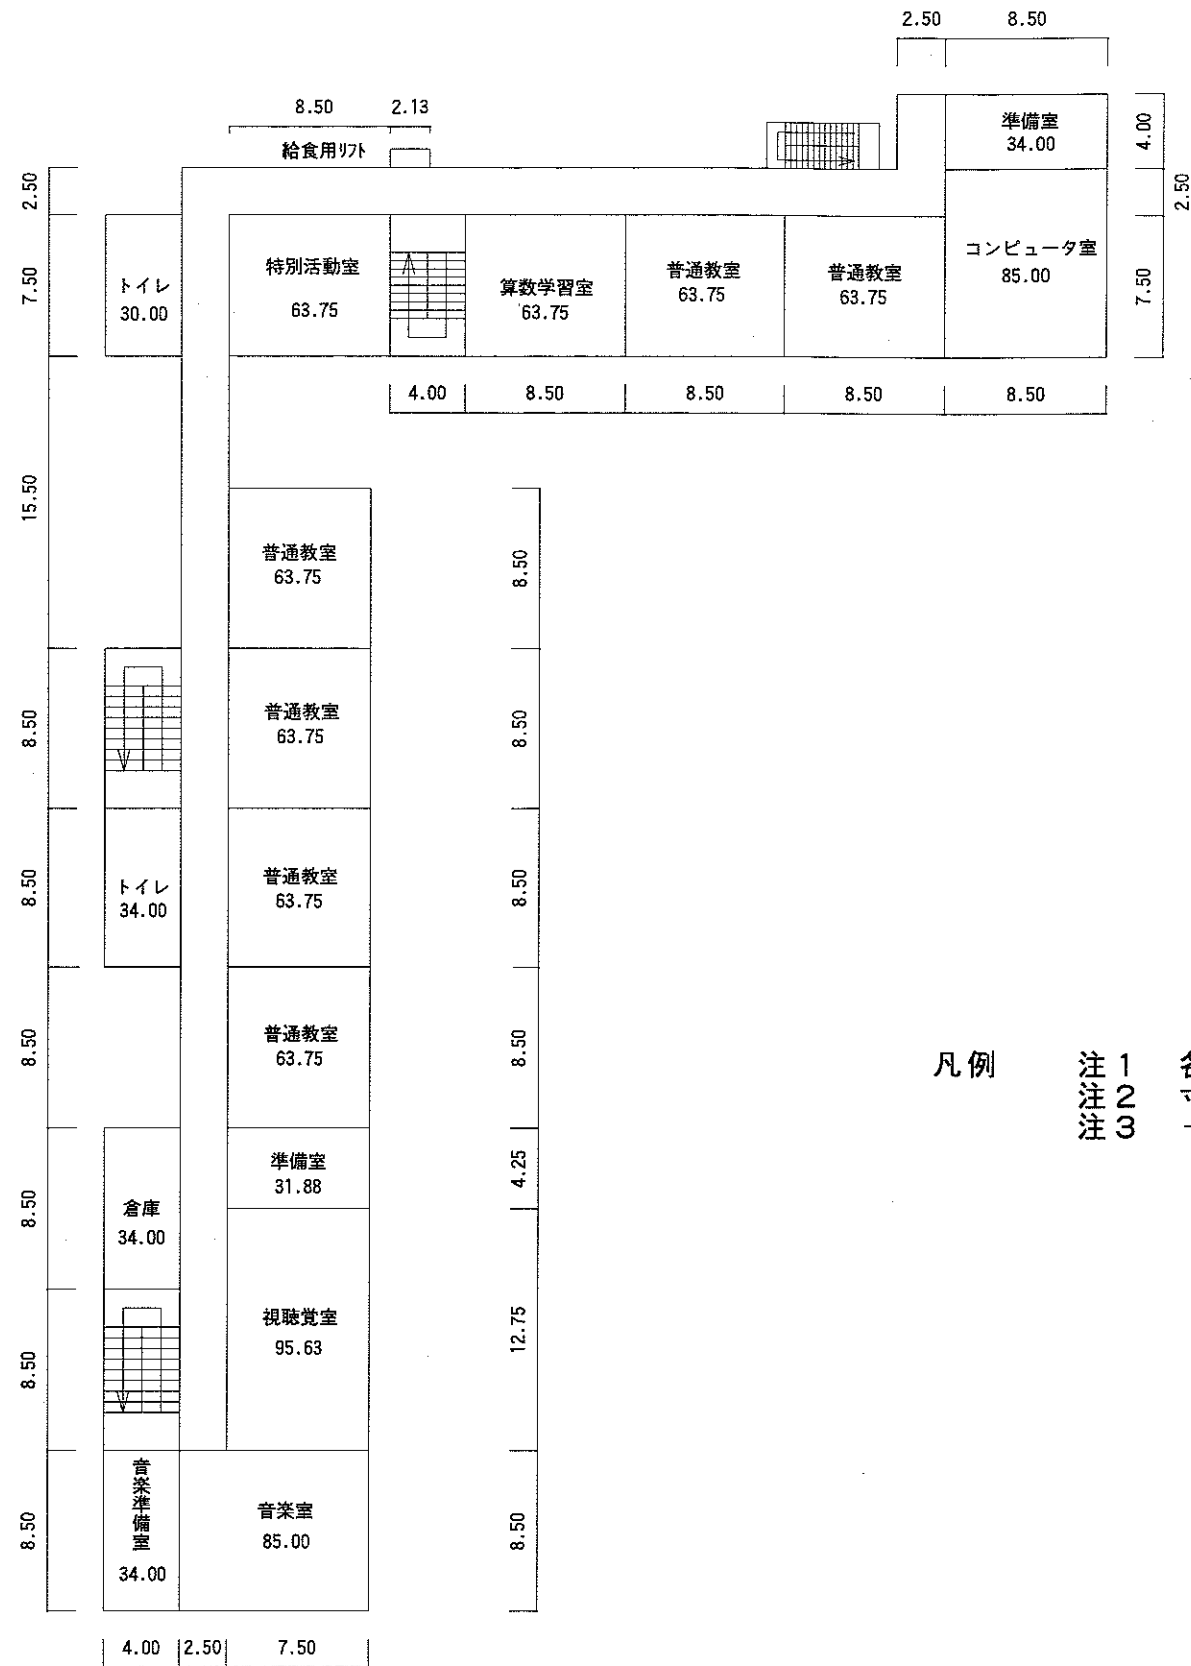 2.50 8.50
8.50 2.13
給食用リフト
準備室
34.00
4.00
2.50
2.50
トイレ
30.00
7.50
特別活動室
63.75
算数学習室
63.75
普通教室
63.75
普通教室
63.75
コンピュータ室
85.00
7.50
4.00 8.50 8.50 8.50 8.50
15.50
普通教室
63.75
8.50
8.50
普通教室
63.75
8.50
8.50
トイレ
34.00
普通教室
63.75
8.50
8.50
普通教室
63.75
8.50
凡例 注1
注2
注3
準備室
31.88
4.25
8.50
倉庫
34.00
視聴覚室
95.63
12.75
8.50
音楽準備室
34.00
音楽室
85.00
8.50
8.50
4.00 2.50 7.50